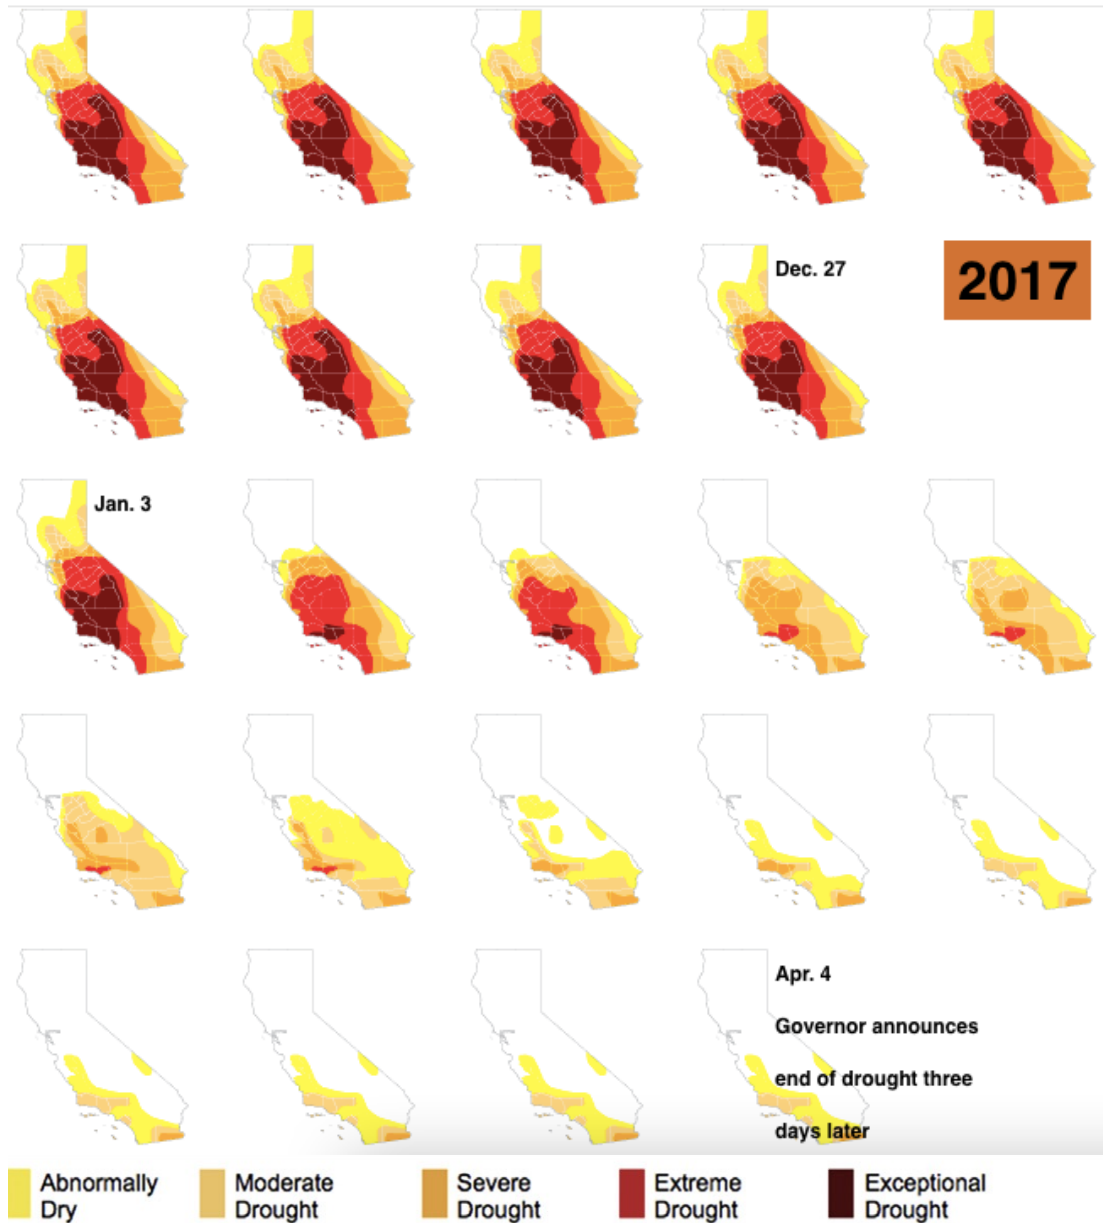 Dec. 27
2017
Jan. 3
Apr. 4
Governor announces
end of drought three
days later
Abnormally
Dry
Moderate
Drought
Severe
Drought
Extreme
Drought
Exceptional
Drought